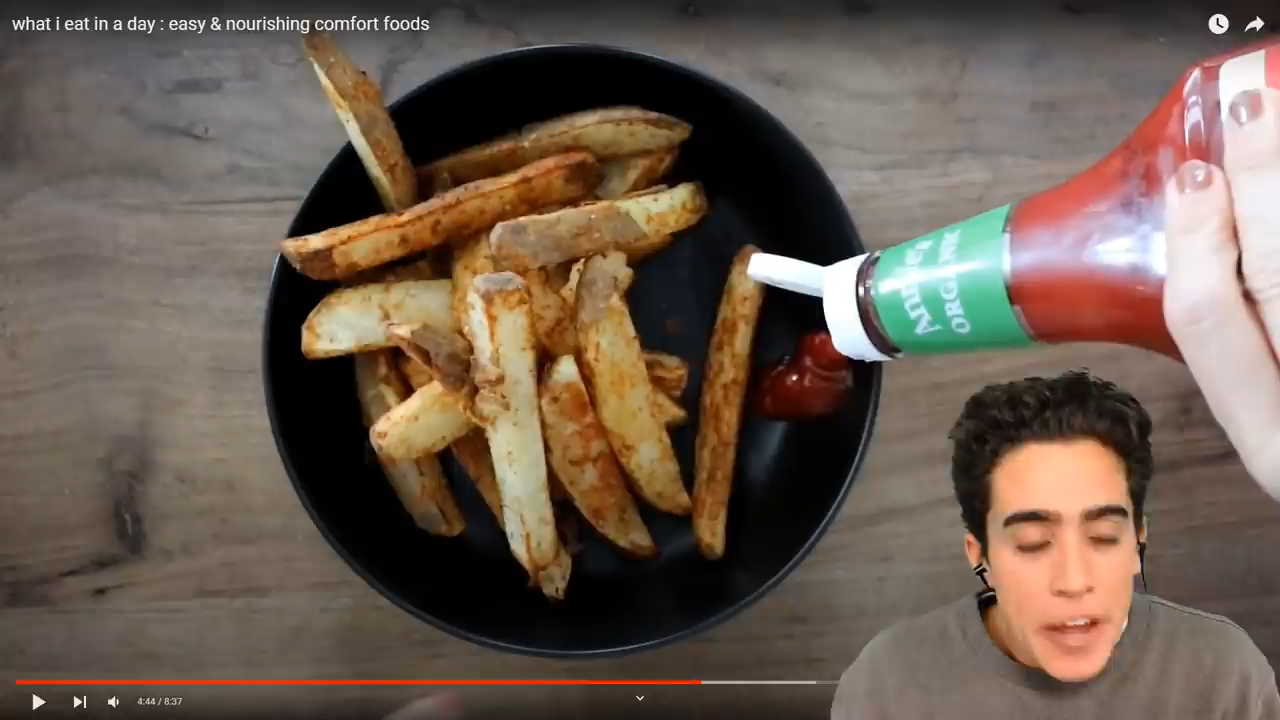 what i eat in a day : easy & nourishing comfort foods
Annie's
ORGANIC
4:44 / 8:37